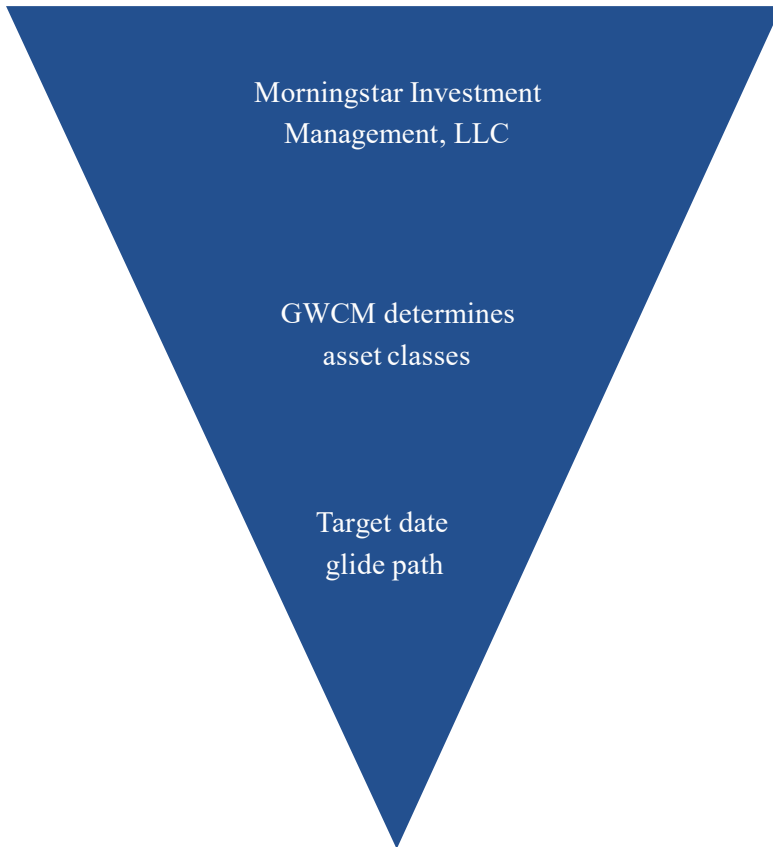 Morningstar Investment
Management, LLC
GWCM determines
asset classes
Target date
glide path